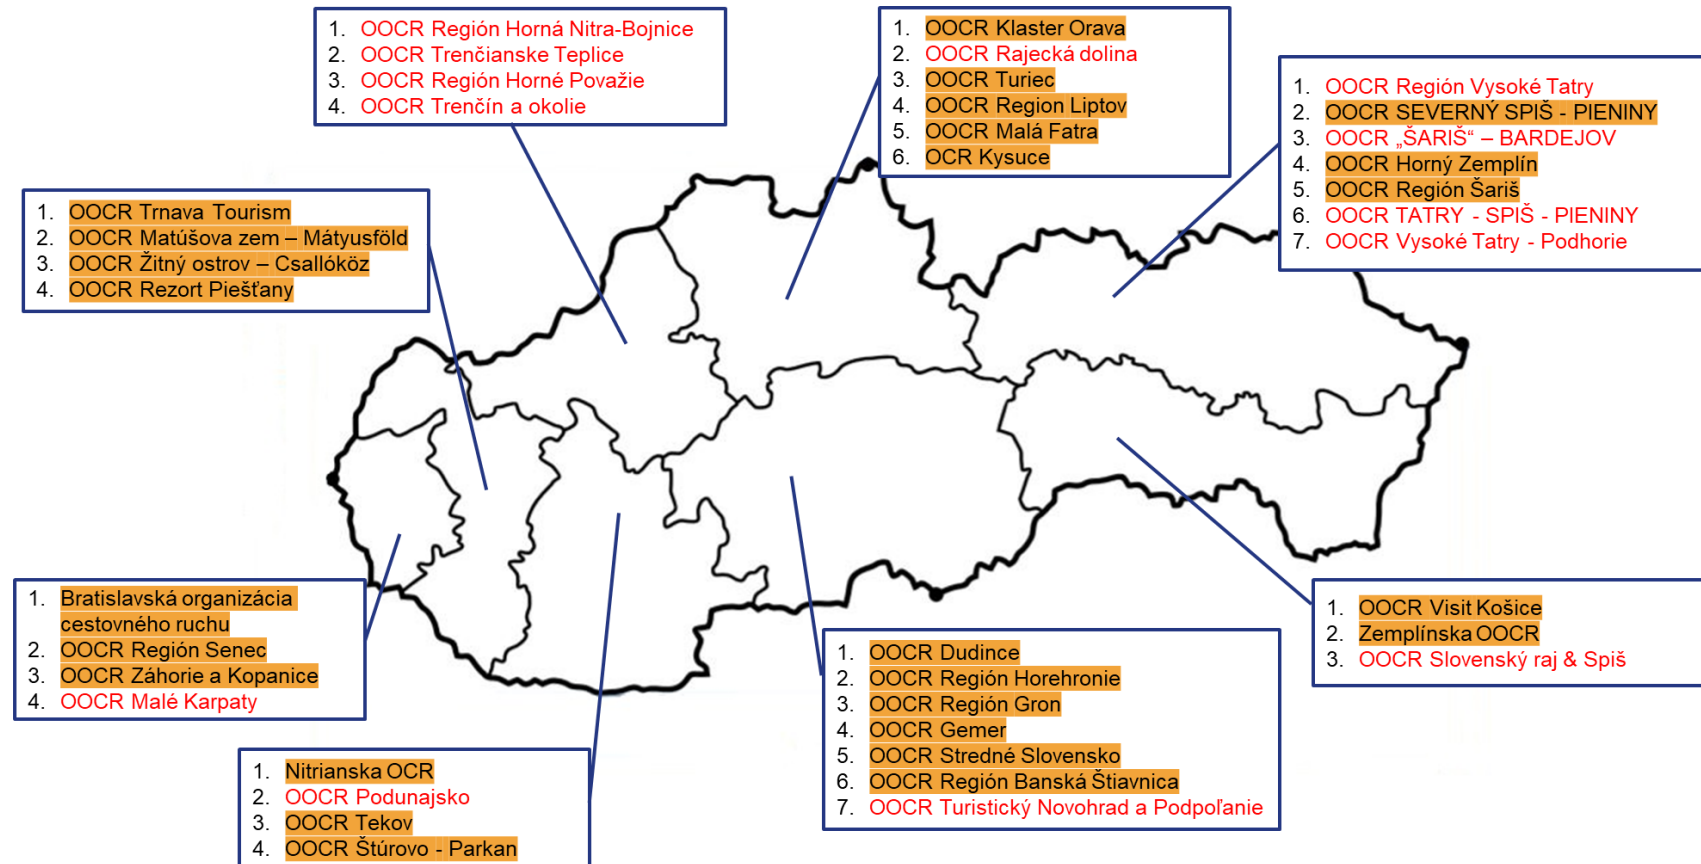 1. OOCR Región Horná Nitra-Bojnice
2. OOCR Trenčianske Teplice
3. OOCR Región Horné Považie
4. OOCR Trenčín a okolie
1. OOCR Klaster Orava
2. OOCR Rajecká dolina
3. OOCR Turiec
4. OOCR Region Liptov
5. OOCR Malá Fatra
6. OCR Kysuce
1. OOCR Región Vysoké Tatry
2. OOCR SEVERNÝ SPIŠ - PIENINY
3. OOCR „ŠARIŠ“ – BARDEJOV
4. OOCR Horný Zemplín
5. OOCR Región Šariš
6. OOCR TATRY - SPIŠ - PIENINY
7. OOCR Vysoké Tatry - Podhorie
1. OOCR Trnava Tourism
2. OOCR Matúšova zem – Mátyusföld
3. OOCR Žitný ostrov – Csallóköz
4. OOCR Rezort Piešťany
1. Bratislavská organizácia
cestovného ruchu
2. OOCR Región Senec
3. OOCR Záhorie a Kopanice
4. OOCR Malé Karpaty
1. Nitrianska OCR
2. OOCR Podunajsko
3. OOCR Tekov
4. OOCR Štúrovo - Parkan
1. OOCR Dudince
2. OOCR Región Horehronie
3. OOCR Región Gron
4. OOCR Gemer
5. OOCR Stredné Slovensko
6. OOCR Región Banská Štiavnica
7. OOCR Turistický Novohrad a Podpoľanie
1. OOCR Visit Košice
2. Zemplínska OOCR
3. OOCR Slovenský raj & Spiš